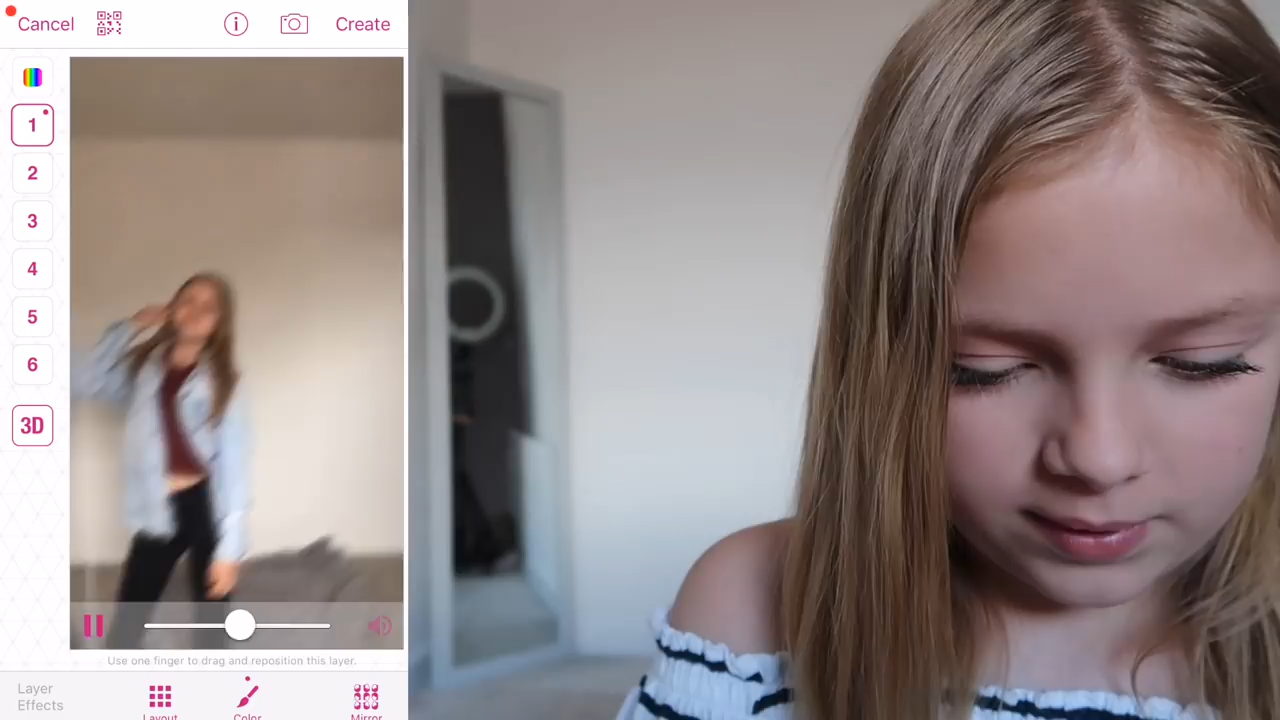 Cancel
Create
1
2
3
4
5
6
3D
Use one finger to drag and reposition this layer.
Layer
Effects
Layout
Color
Mirror